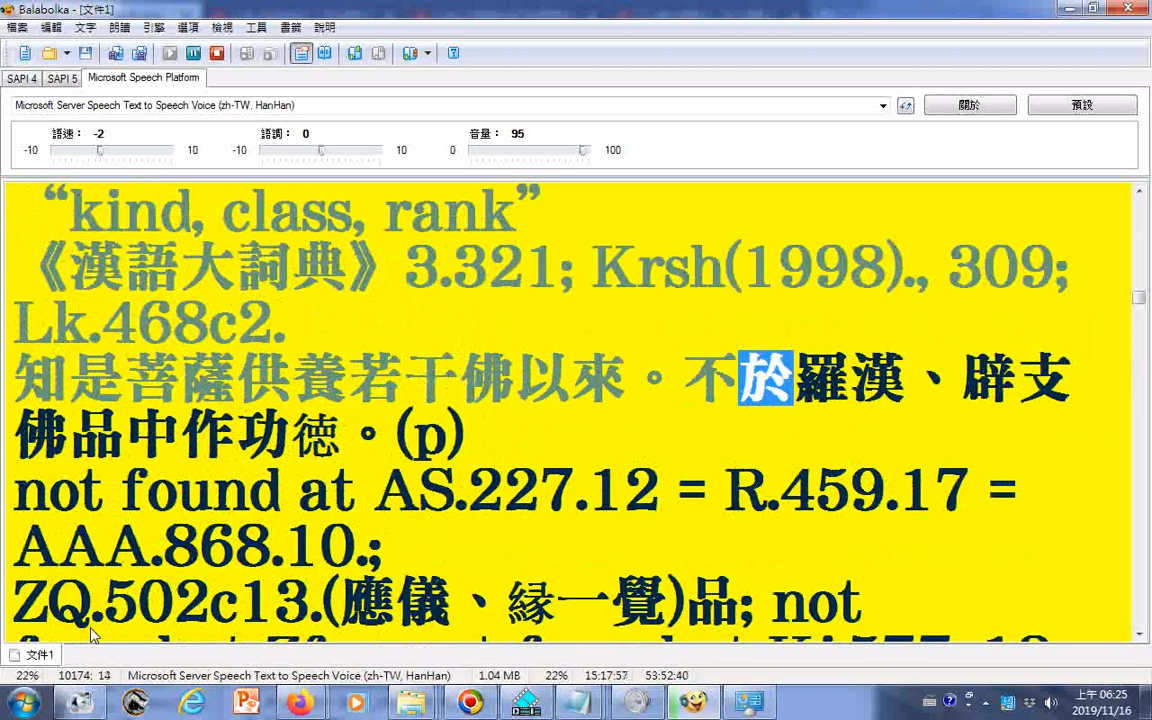 Balabolka - [文件1]
檔案 編輯 文字 朗讀 引擎 選項 檢視 工具 書籤 說明
SAPI 4 SAPI 5 Microsoft Speech Platform
Microsoft Server Speech Text to Speech Voice (zh-TW, HanHan) 關於 預設
語速： -2 語調： 0 音量： 95
-10 10 -10 10 0 100
“kind, class, rank”
《漢語大詞典》3.321; Krsh(1998)., 309;
Lk.468c2.
知是菩薩供養若干佛以來。不於羅漢、辟支
佛品中作功徳。(p)
not found at AS.227.12 = R.459.17 =
AAA.868.10.;
ZQ.502c13.(應儀、縁一覺)品; not
文件1
22% 10174: 14 Microsoft Server Speech Text to Speech Voice (zh-TW, HanHan) 1.04 MB 22% 15:17:57 53:52:40
上午 06:25
2019/11/16